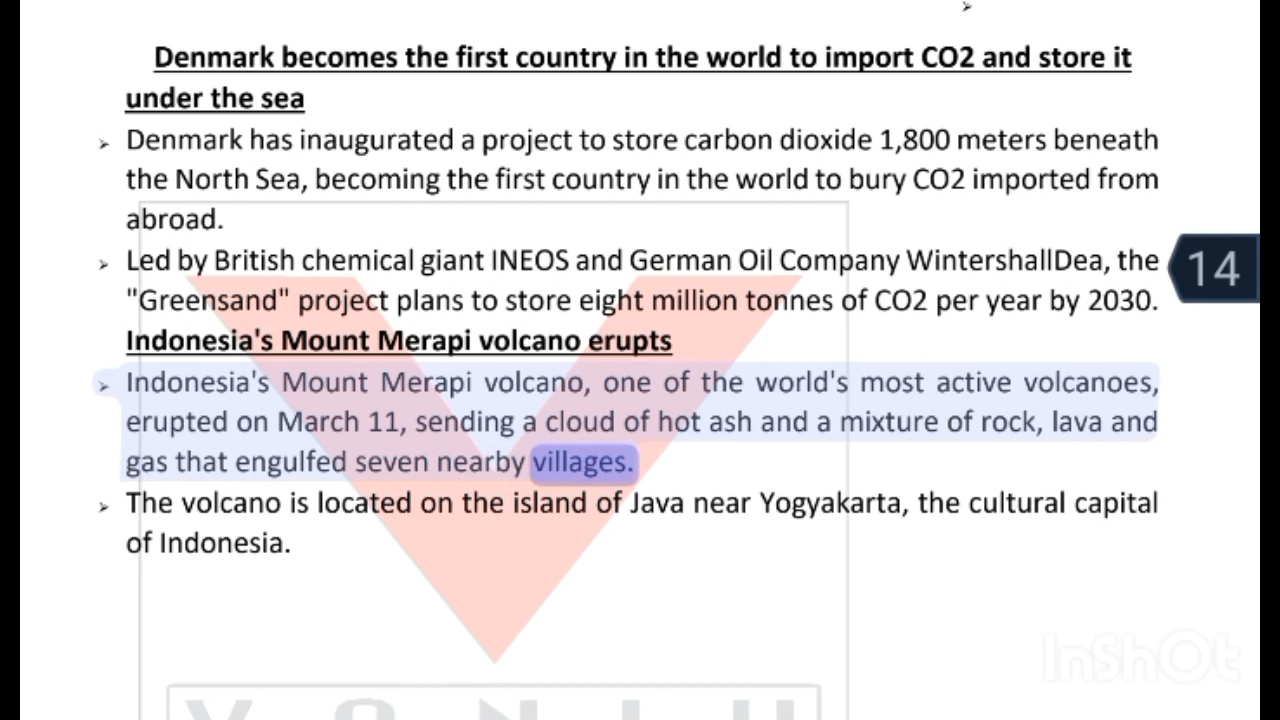 Denmark becomes the first country in the world to import CO2 and store it
under the sea
➢ Denmark has inaugurated a project to store carbon dioxide 1,800 meters beneath
the North Sea, becoming the first country in the world to bury CO2 imported from
abroad.
➢ Led by British chemical giant INEOS and German Oil Company WintershallDea, the
"Greensand" project plans to store eight million tonnes of CO2 per year by 2030.
14
Indonesia's Mount Merapi volcano erupts
➢ Indonesia's Mount Merapi volcano, one of the world's most active volcanoes,
erupted on March 11, sending a cloud of hot ash and a mixture of rock, lava and
gas that engulfed seven nearby villages.
➢ The volcano is located on the island of Java near Yogyakarta, the cultural capital
of Indonesia.
InShOt